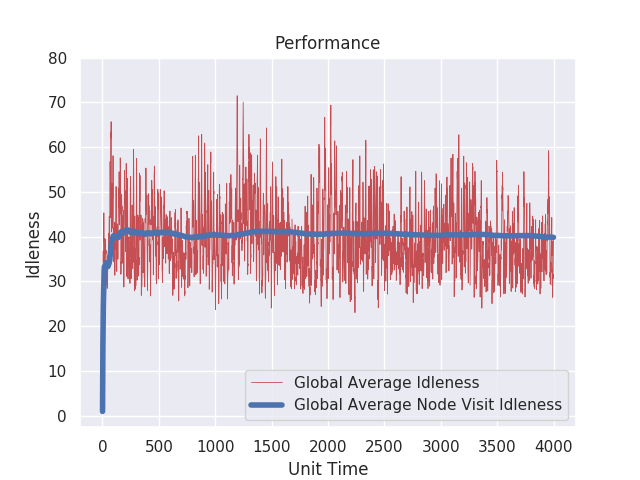 Performance
80
70
60
50
40
30
20
10
0
Idleness
Global Average Idleness
Global Average Node Visit Idleness
0 500 1000 1500 2000 2500 3000 3500 4000
Unit Time